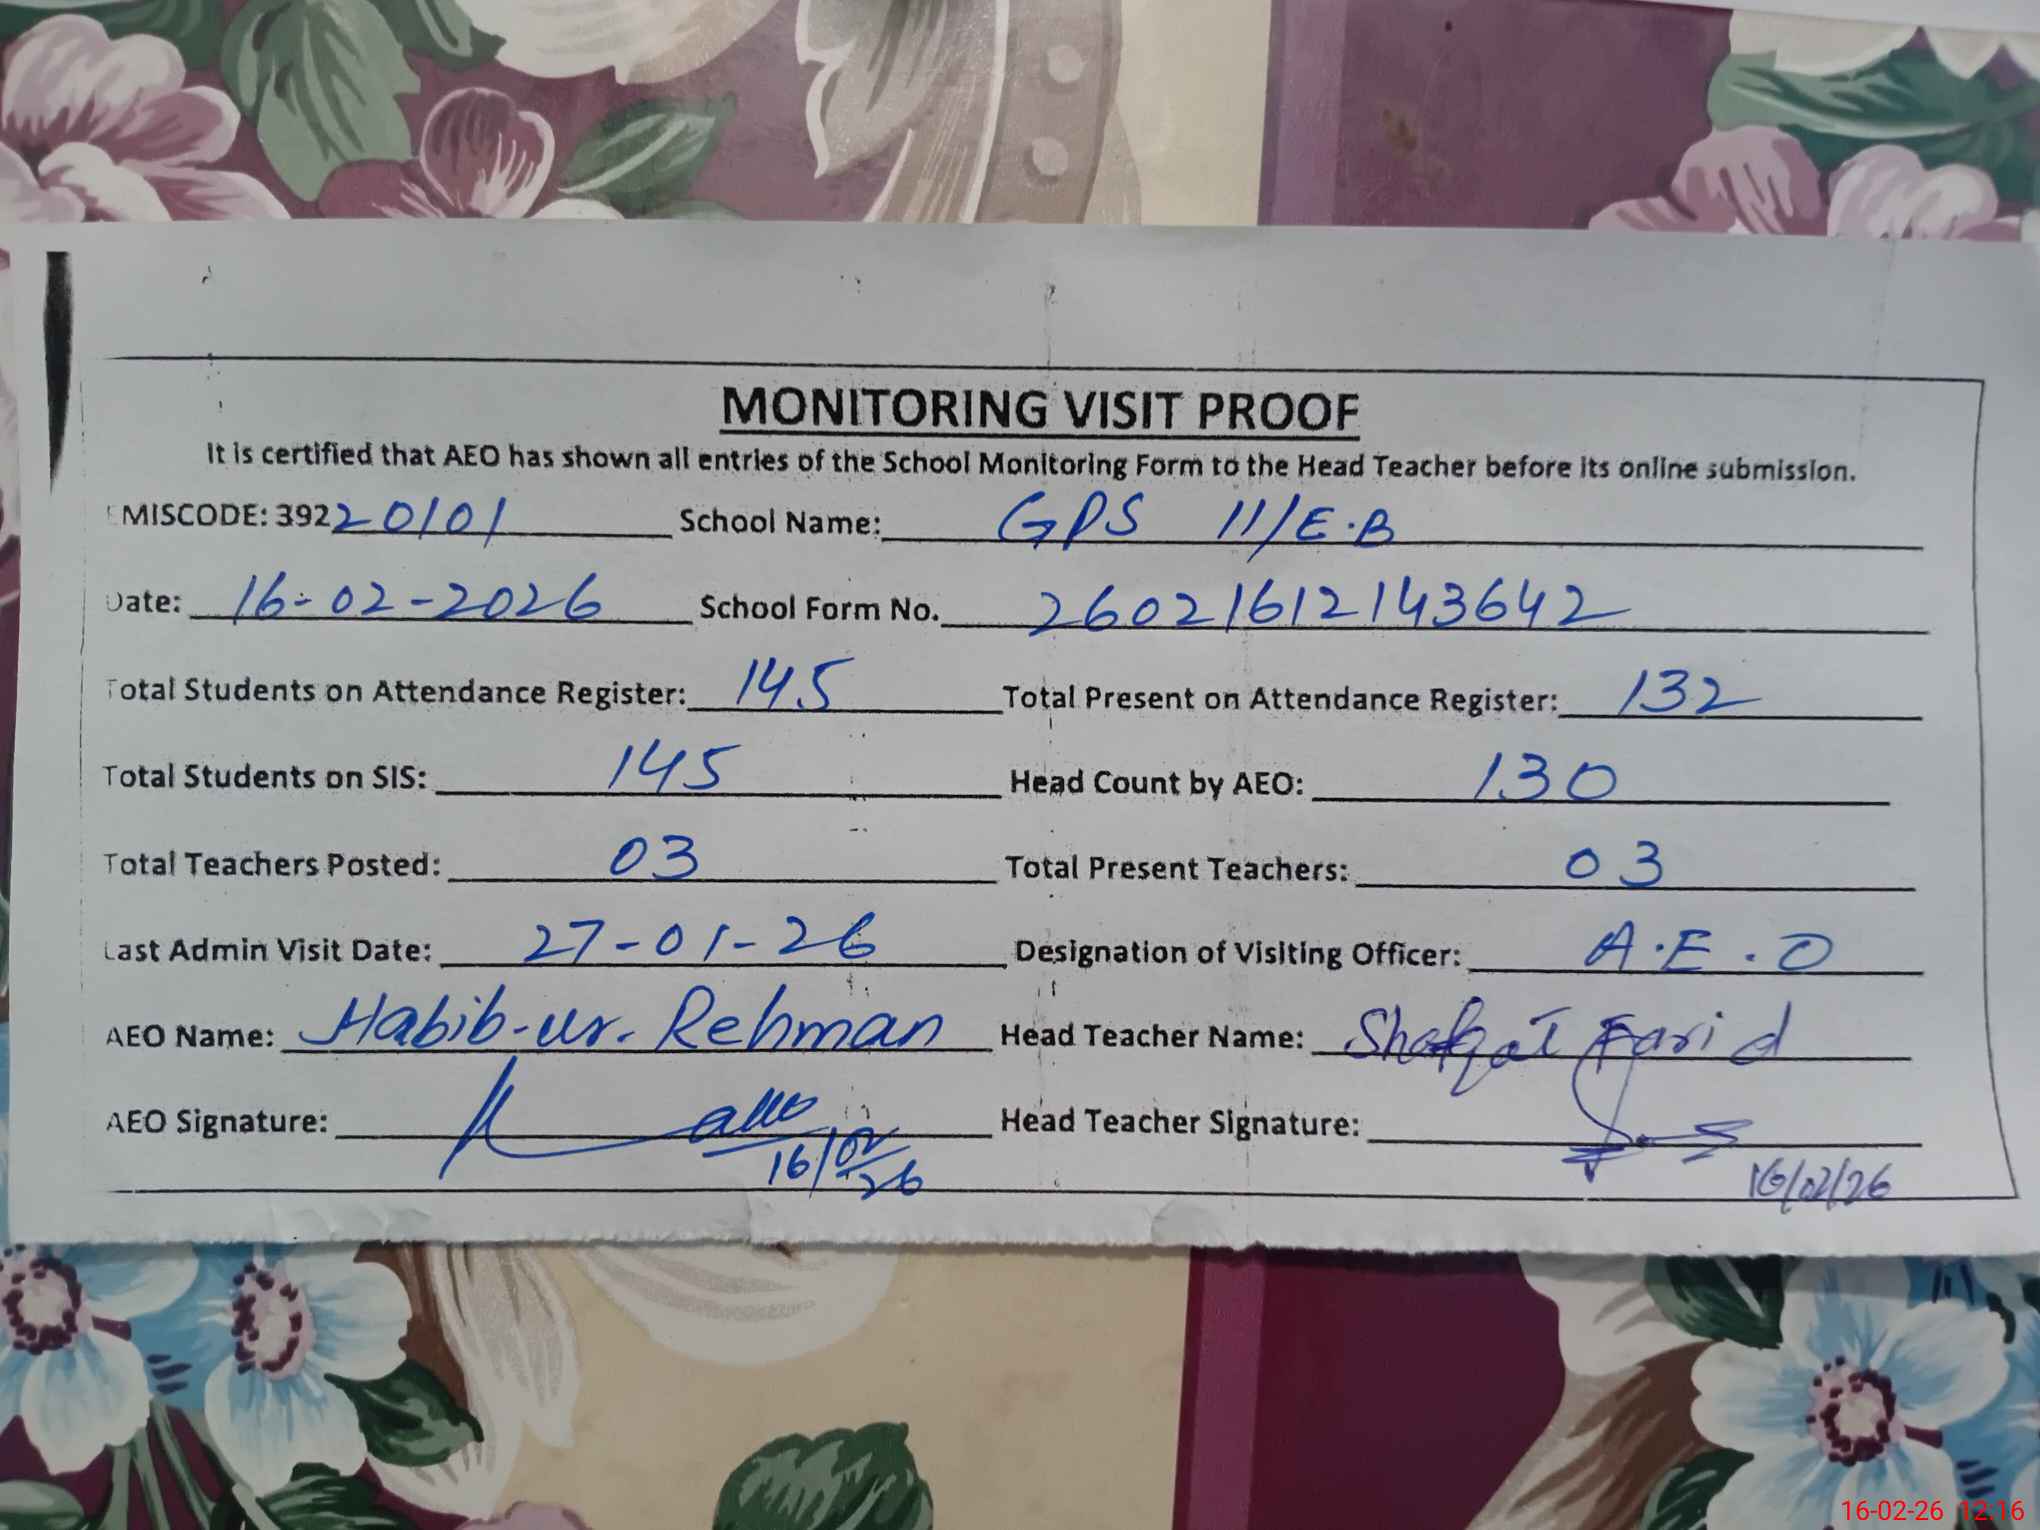 MONITORING VISIT PROOF
It is certified that AEO has shown all entries of the School Monitoring Form to the Head Teacher before its online submission.
EMISCODE: 39220101 School Name: GPS 11/E.B
Date: 16-02-2026 School Form No. 26021612143642
Total Students on Attendance Register: 145 Total Present on Attendance Register: 132
Total Students on SIS: 145 Head Count by AEO: 130
Total Teachers Posted: 03 Total Present Teachers: 03
Last Admin Visit Date: 27-01-26 Designation of Visiting Officer: A.E.O
AEO Name: Habib-ur-Rehman Head Teacher Name: Shafqat Farid
AEO Signature: Head Teacher Signature:
16/02/26 16/02/26
16-02-26 12:16